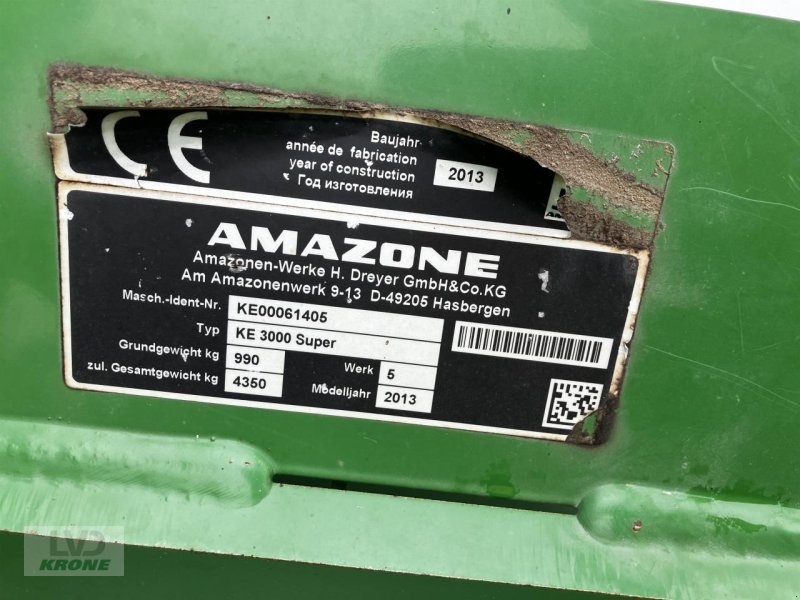 CE
Baujahr
année de fabrication
year of construction
Год изготовления
2013
AMAZONE
Amazonen-Werke H. Dreyer GmbH&Co.KG
Am Amazonenwerk 9-13 D-49205 Hasbergen
Masch.-Ident-Nr. KE00061405
Typ KE 3000 Super
Grundgewicht kg 990 Werk 5
zul. Gesamtgewicht kg 4350 Modelljahr 2013
LVD
KRONE